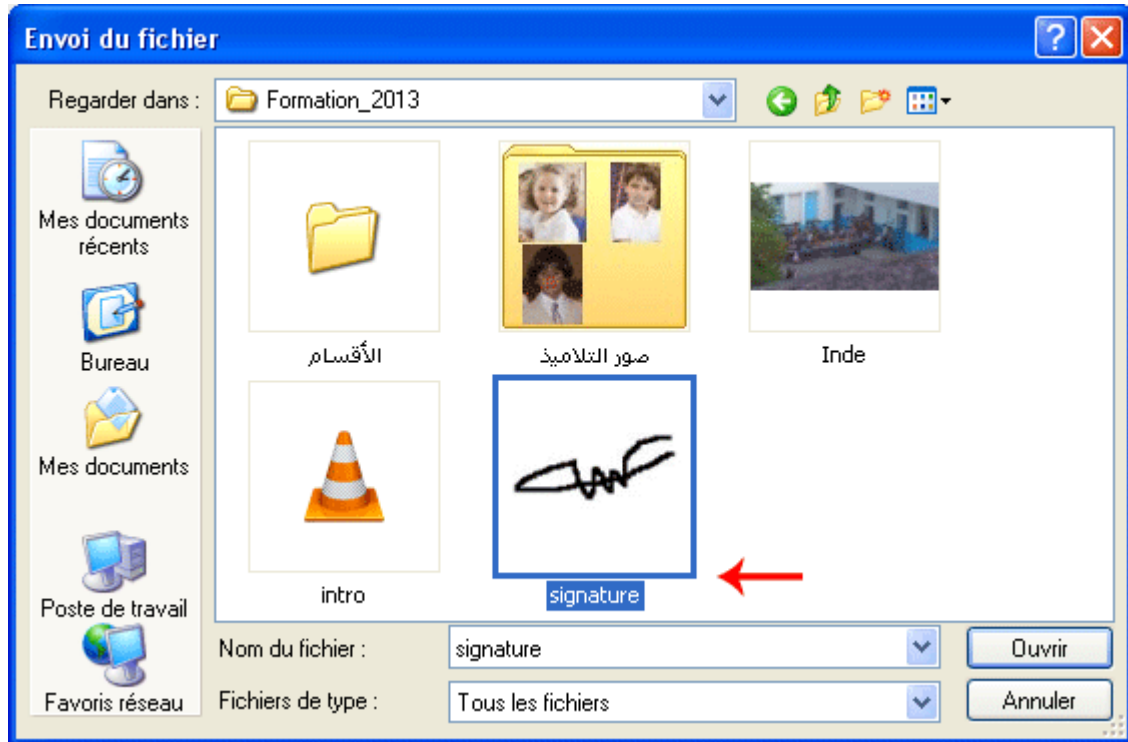 Envoi du fichier
Regarder dans :
Formation_2013
Mes documents
récents
Bureau
Mes documents
Poste de travail
Favoris réseau
الأقسام
صور التلاميذ
Inde
intro
signature
Nom du fichier :
signature
Ouvrir
Fichiers de type :
Tous les fichiers
Annuler